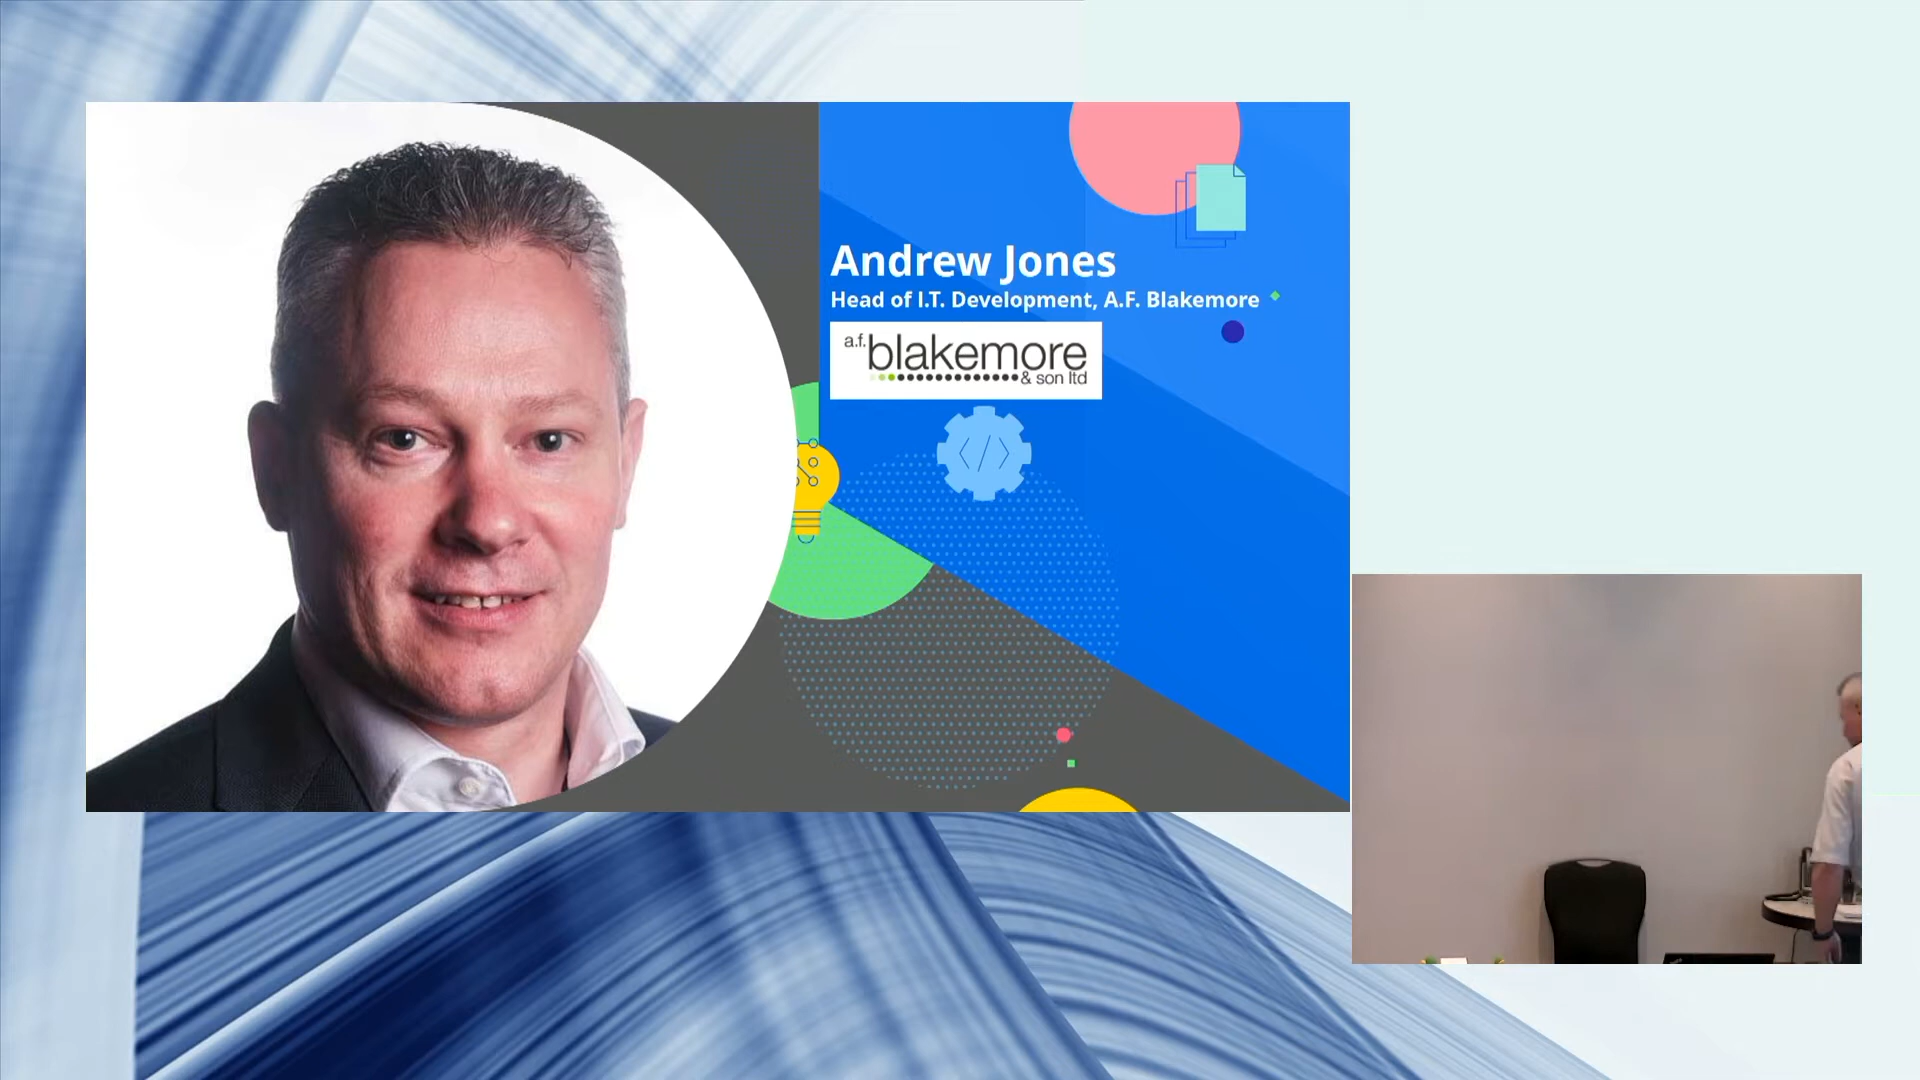 Andrew Jones
Head of I.T. Development, A.F. Blakemore
a.f. blakemore
& son ltd